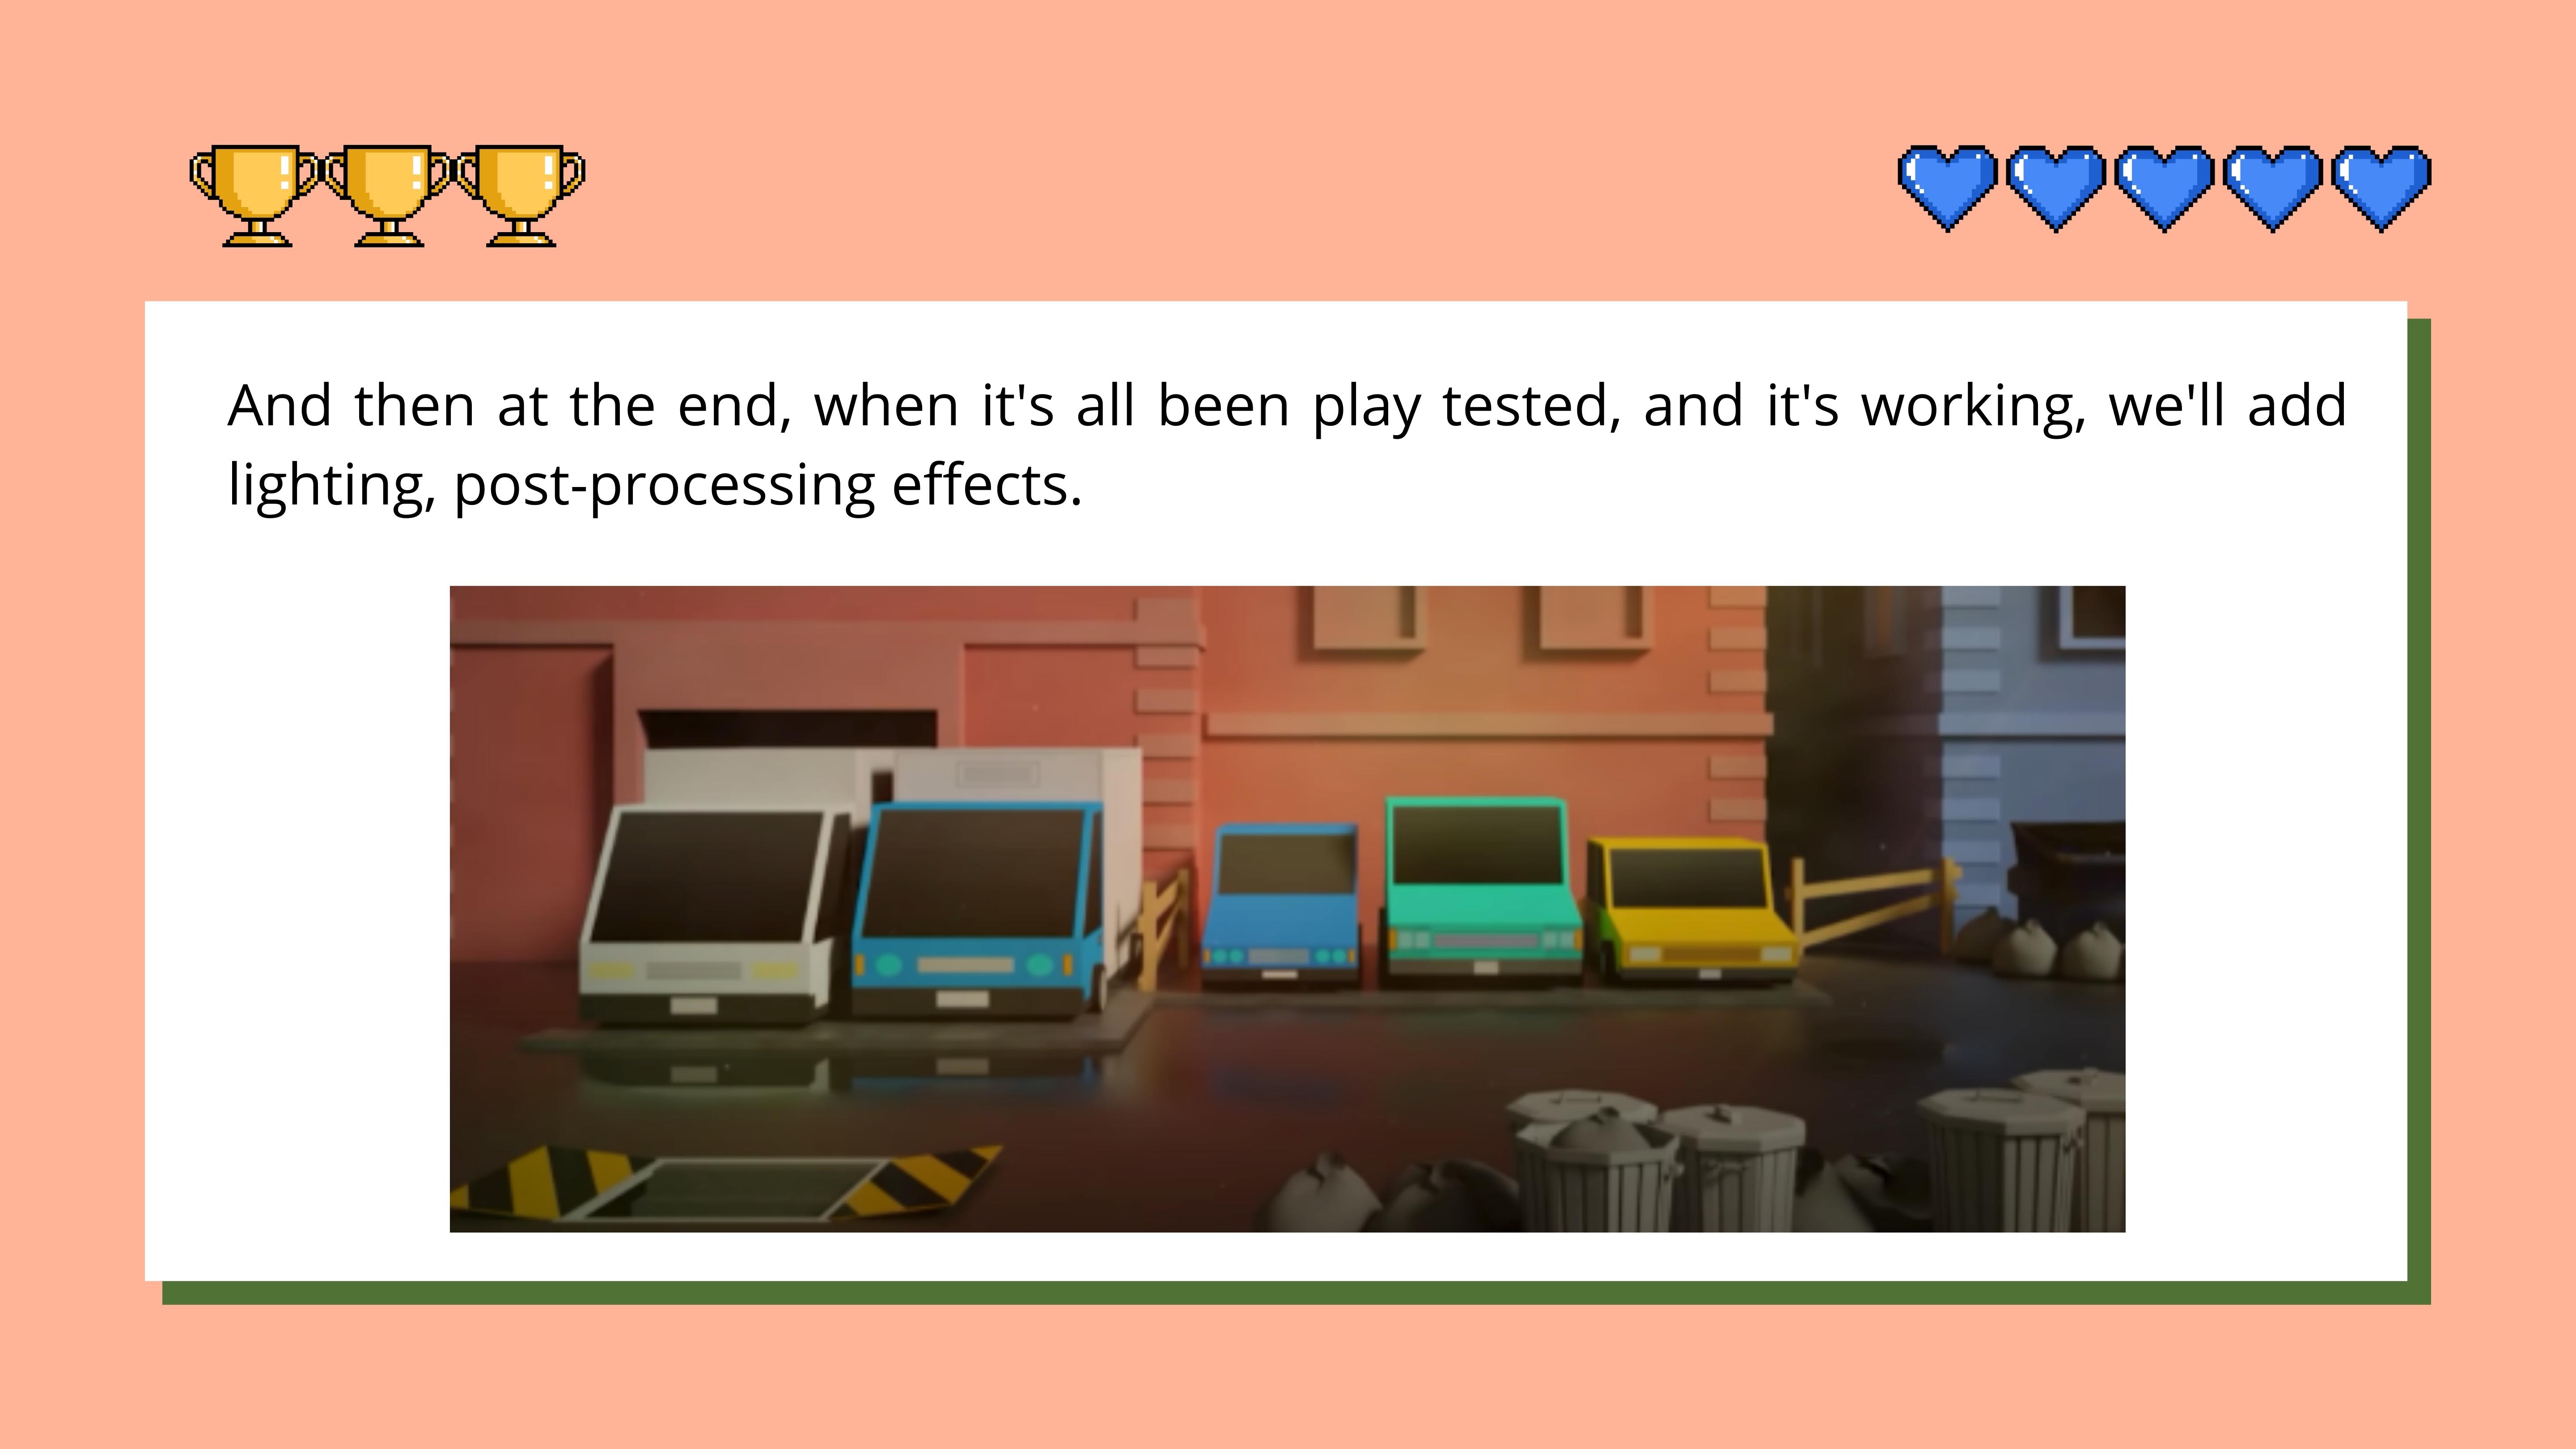 And then at the end, when it's all been play tested, and it's working, we'll add
lighting, post-processing effects.